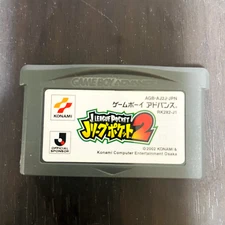 GAME BOY ADVANCE
AGB-AJ2J-JPN
ゲームボーイ アドバンス
KONAMI
J.LEAGUE POCKET
Jリーグポケット2
OFFICIAL
SPONSOR
©2002 KONAMI &
Konami Computer Entertainment Osaka